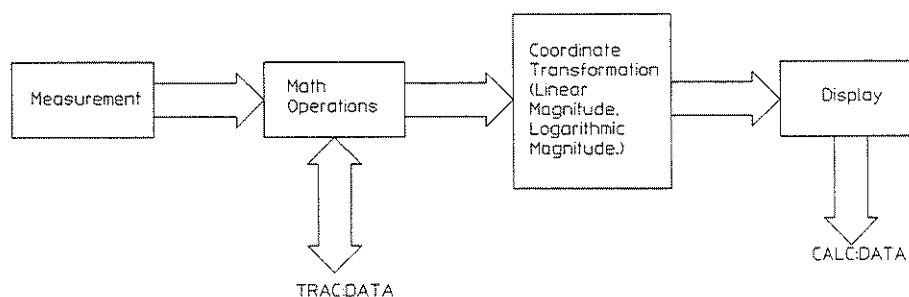 Measurement
Math
Operations
Coordinate
Transformation
(Linear
Magnitude,
Logarithmic
Magnitude.)
Display
TRAC:DATA
CALC:DATA